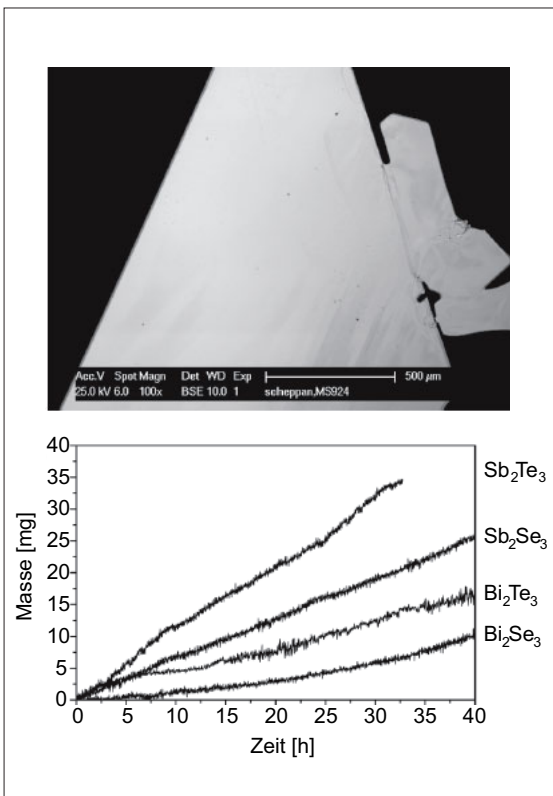 Acc.V Spot Magn Det WD Exp 500 µm
25.0 kV 6.0 100x BSE 10.0 1 scheppan,MS924
40
35
30
25
20
15
10
5
0
Masse [mg]
Sb₂Te₃
Sb₂Se₃
Bi₂Te₃
Bi₂Se₃
0 5 10 15 20 25 30 35 40
Zeit [h]